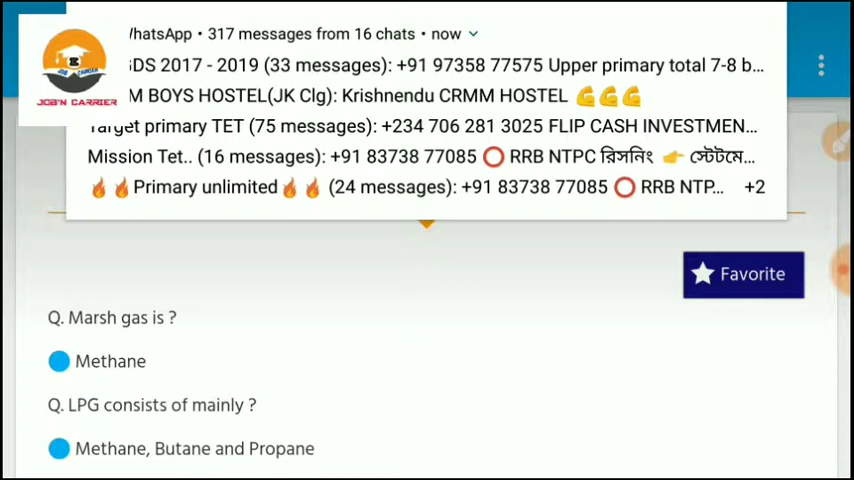 JOB'N CARRIER
hatsApp • 317 messages from 16 chats • now
DS 2017 - 2019 (33 messages): +91 97358 77575 Upper primary total 7-8 b...
M BOYS HOSTEL(JK Clg): Krishnendu CRMM HOSTEL 💪💪💪
Target primary TET (75 messages): +234 706 281 3025 FLIP CASH INVESTMEN...
Mission Tet.. (16 messages): +91 83738 77085 ⭕ RRB NTPC রিসনিং 👉 স্টেটমে...
🔥🔥Primary unlimited🔥🔥 (24 messages): +91 83738 77085 ⭕ RRB NTP... +2
Favorite
Q. Marsh gas is ?
Methane
Q. LPG consists of mainly ?
Methane, Butane and Propane